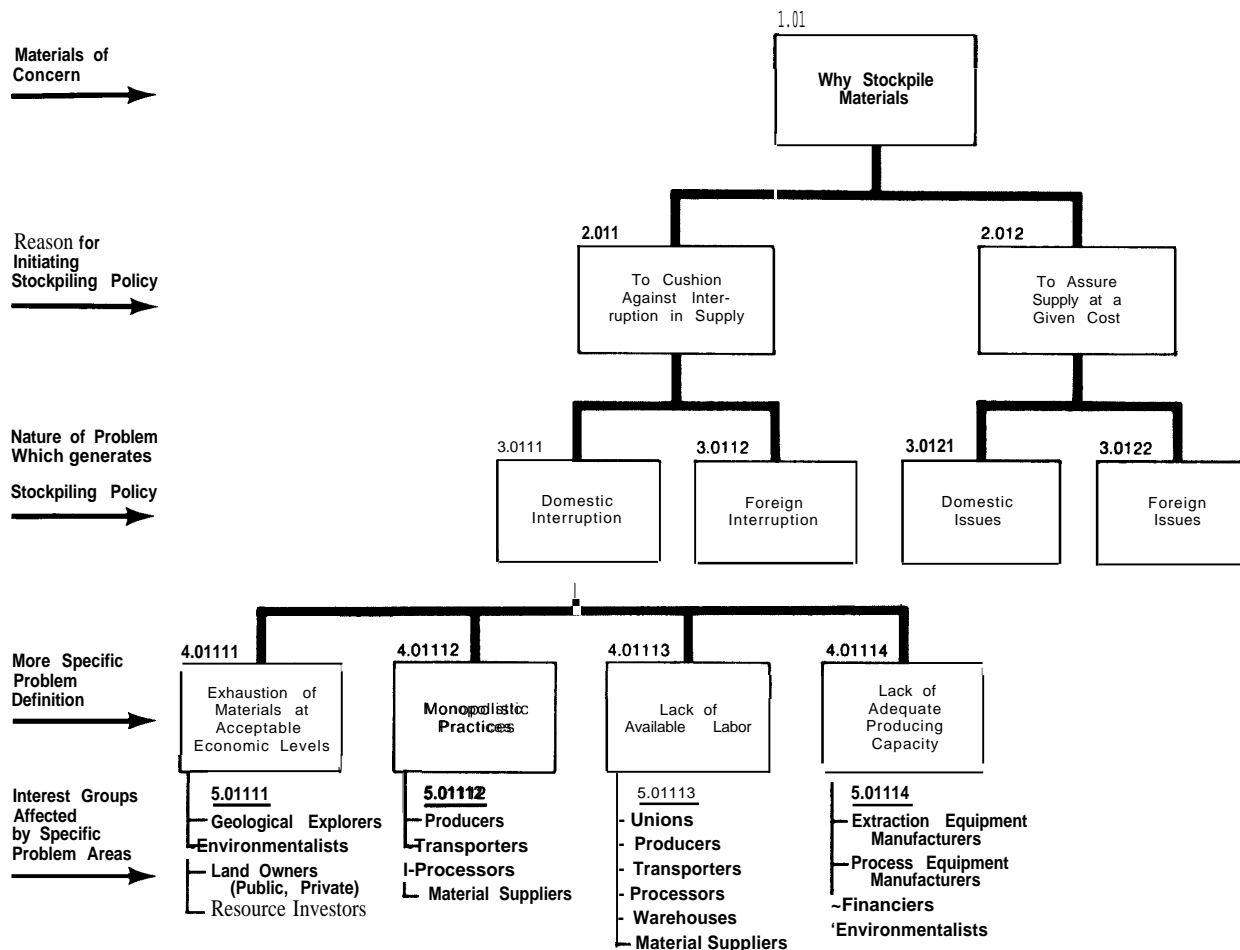 1.01
Materials of
Concern
Why Stockpile
Materials
Reason for
Initiating
Stockpiling Policy
2.011
To Cushion
Against Inter-
ruption in Supply
2.012
To Assure
Supply at a
Given Cost
Nature of Problem
Which generates
Stockpiling Policy
3.0111
Domestic
Interruption
3.0112
Foreign
Interruption
3.0121
Domestic
Issues
3.0122
Foreign
Issues
More Specific
Problem
Definition
4.01111
Exhaustion of
Materials at
Acceptable
Economic Levels
4.01112
Monopolistic
Practices
4.01113
Lack of
Available Labor
4.01114
Lack of
Adequate
Producing
Capacity
Interest Groups
Affected
by Specific
Problem Areas
5.01111
Geological Explorers
-Environmentalists
Land Owners
(Public, Private)
Resource Investors
5.01112
Producers
-Transporters
I-Processors
Material Suppliers
5.01113
- Unions
- Producers
- Transporters
- Processors
- Warehouses
Material Suppliers
5.01114
Extraction Equipment
Manufacturers
Process Equipment
Manufacturers
~Financiers
'Environmentalists